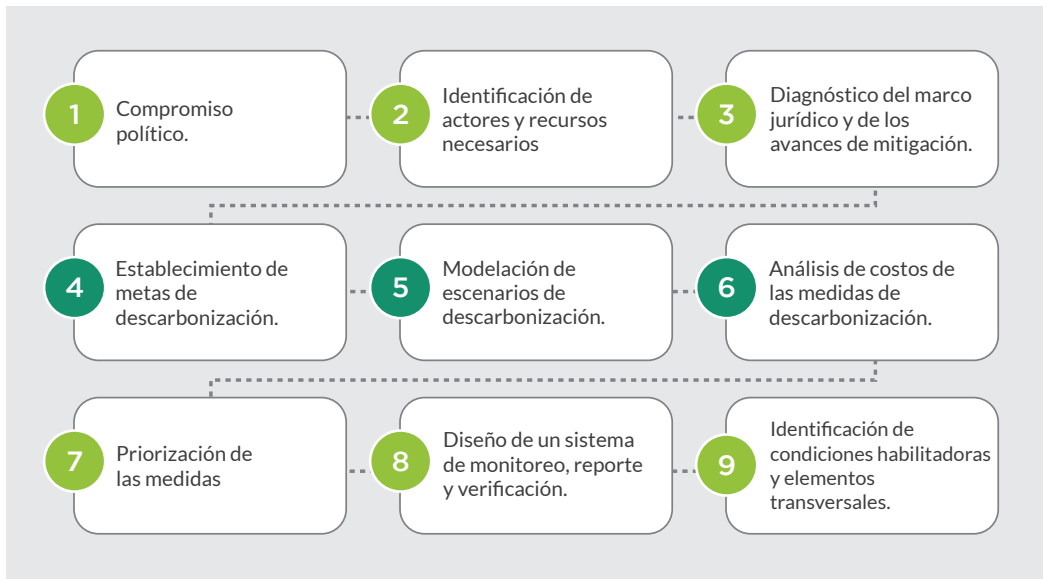 1
Compromiso
político.
2
Identificación de
actores y recursos
necesarios
3
Diagnóstico del marco
jurídico y de los
avances de mitigación.
4
Establecimiento de
metas de
descarbonización.
5
Modelación de
escenarios de
descarbonización.
6
Análisis de costos de
las medidas de
descarbonización.
7
Priorización de
las medidas
8
Diseño de un sistema
de monitoreo, reporte
y verificación.
9
Identificación de
condiciones habilitadoras
y elementos
transversales.